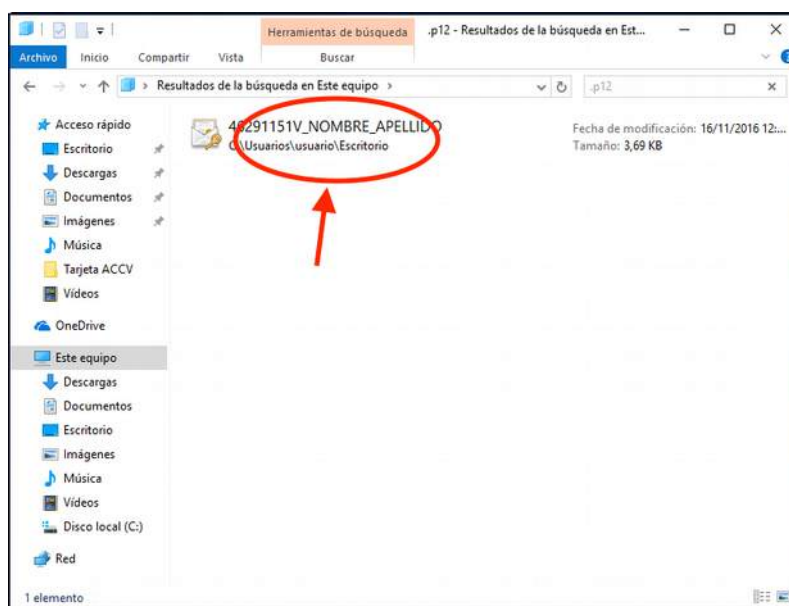 Herramientas de búsqueda .p12 - Resultados de la búsqueda en Est...
Archivo Inicio Compartir Vista Buscar
Resultados de la búsqueda en Este equipo .p12
Acceso rápido
Escritorio
Descargas
Documentos
Imágenes
Música
Tarjeta ACCV
Vídeos
OneDrive
Este equipo
Descargas
Documentos
Escritorio
Imágenes
Música
Vídeos
Disco local (C:)
Red
40291151V_NOMBRE_APELLIDO
C:\Usuarios\usuario\Escritorio
Fecha de modificación: 16/11/2016 12:...
Tamaño: 3,69 KB
1 elemento